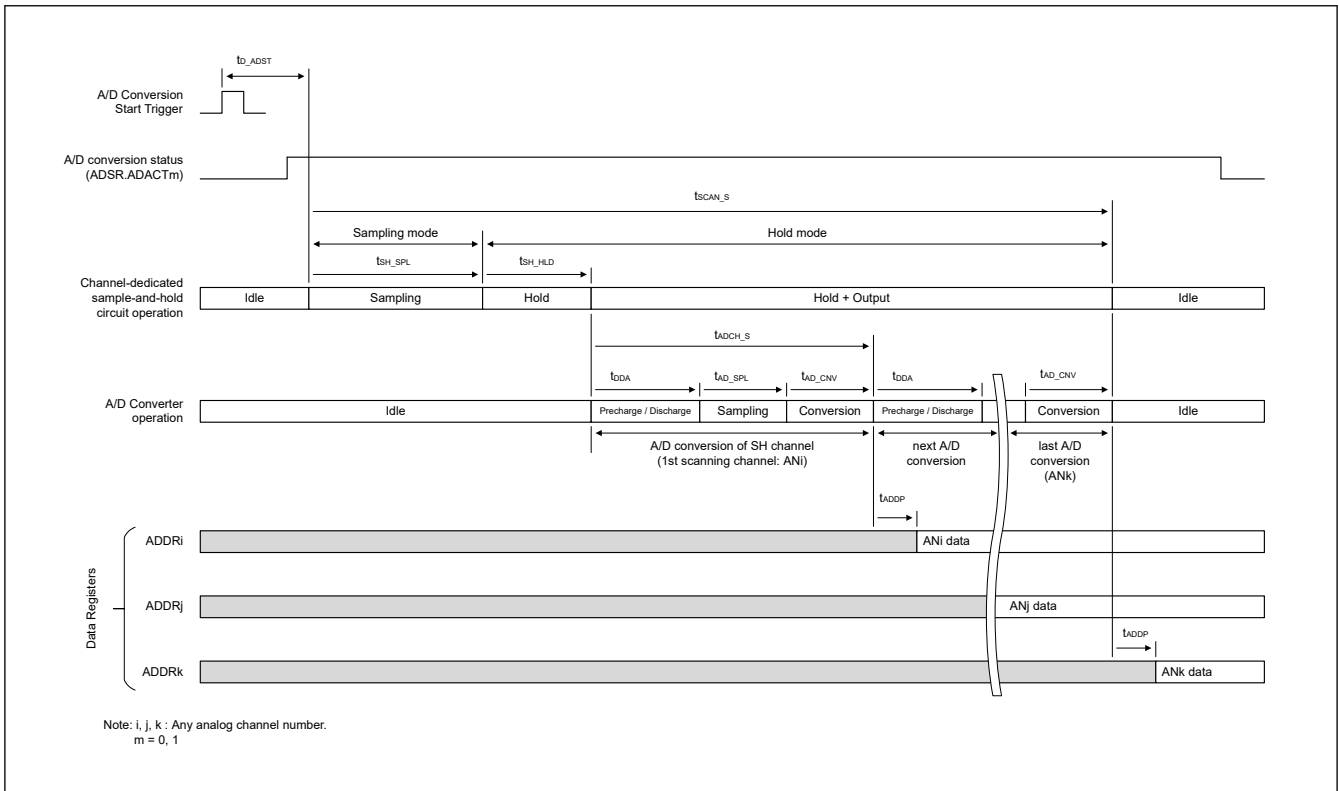 tD_ADST
A/D Conversion
Start Trigger
A/D conversion status
(ADSR.ADACTm)
tSCAN_S
Sampling mode
Hold mode
tSH_SPL
tSH_HLD
Channel-dedicated
sample-and-hold
circuit operation
Idle
Sampling
Hold
Hold + Output
Idle
tADCH_S
tDDA
tAD_SPL
tAD_CNV
tDDA
tAD_CNV
A/D Converter
operation
Idle
Precharge / Discharge
Sampling
Conversion
Precharge / Discharge
Conversion
Idle
A/D conversion of SH channel
(1st scanning channel: ANi)
next A/D
conversion
last A/D
conversion
(ANk)
tADDP
Data Registers
ADDRi
ANi data
ADDRj
ANj data
tADDP
ADDRk
ANk data
Note: i, j, k : Any analog channel number.
m = 0, 1